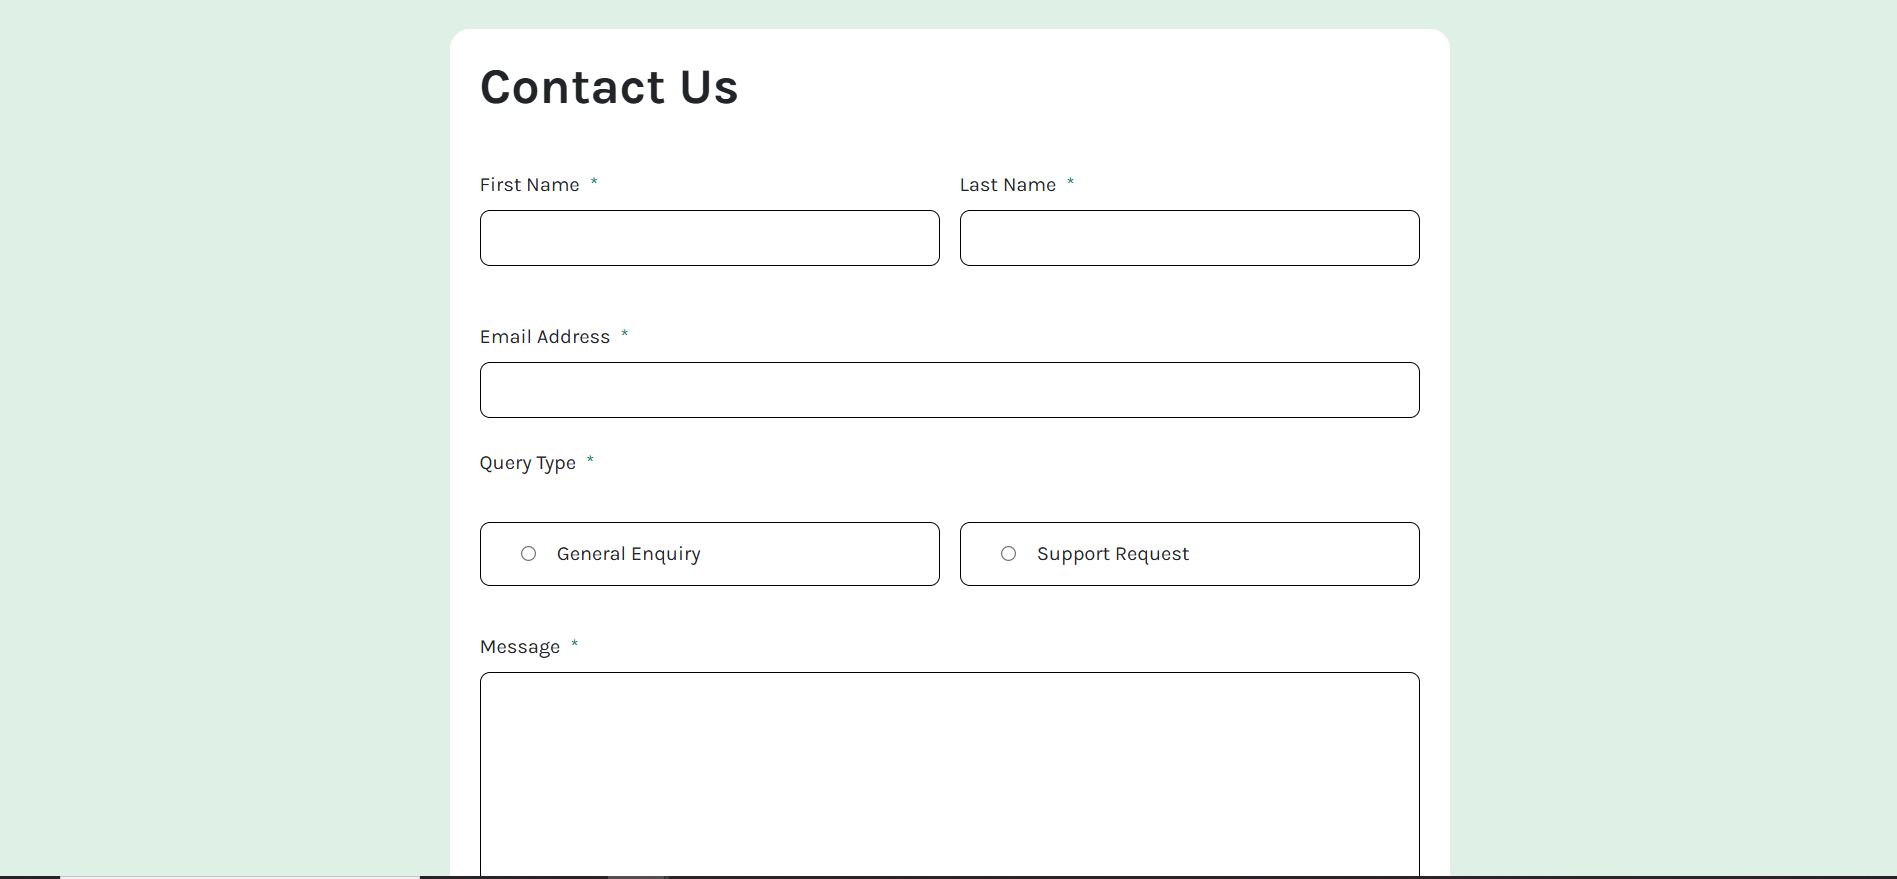 Contact Us
First Name *
Last Name *
Email Address *
Query Type *
General Enquiry
Support Request
Message *